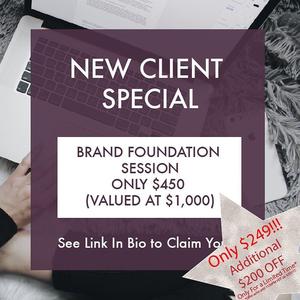 NEW CLIENT
SPECIAL
BRAND FOUNDATION
SESSION
ONLY $450
(VALUED AT $1,000)
See Link In Bio to Claim
Only $249!!!
Additional
$200 OFF
Only For a Limited Time*